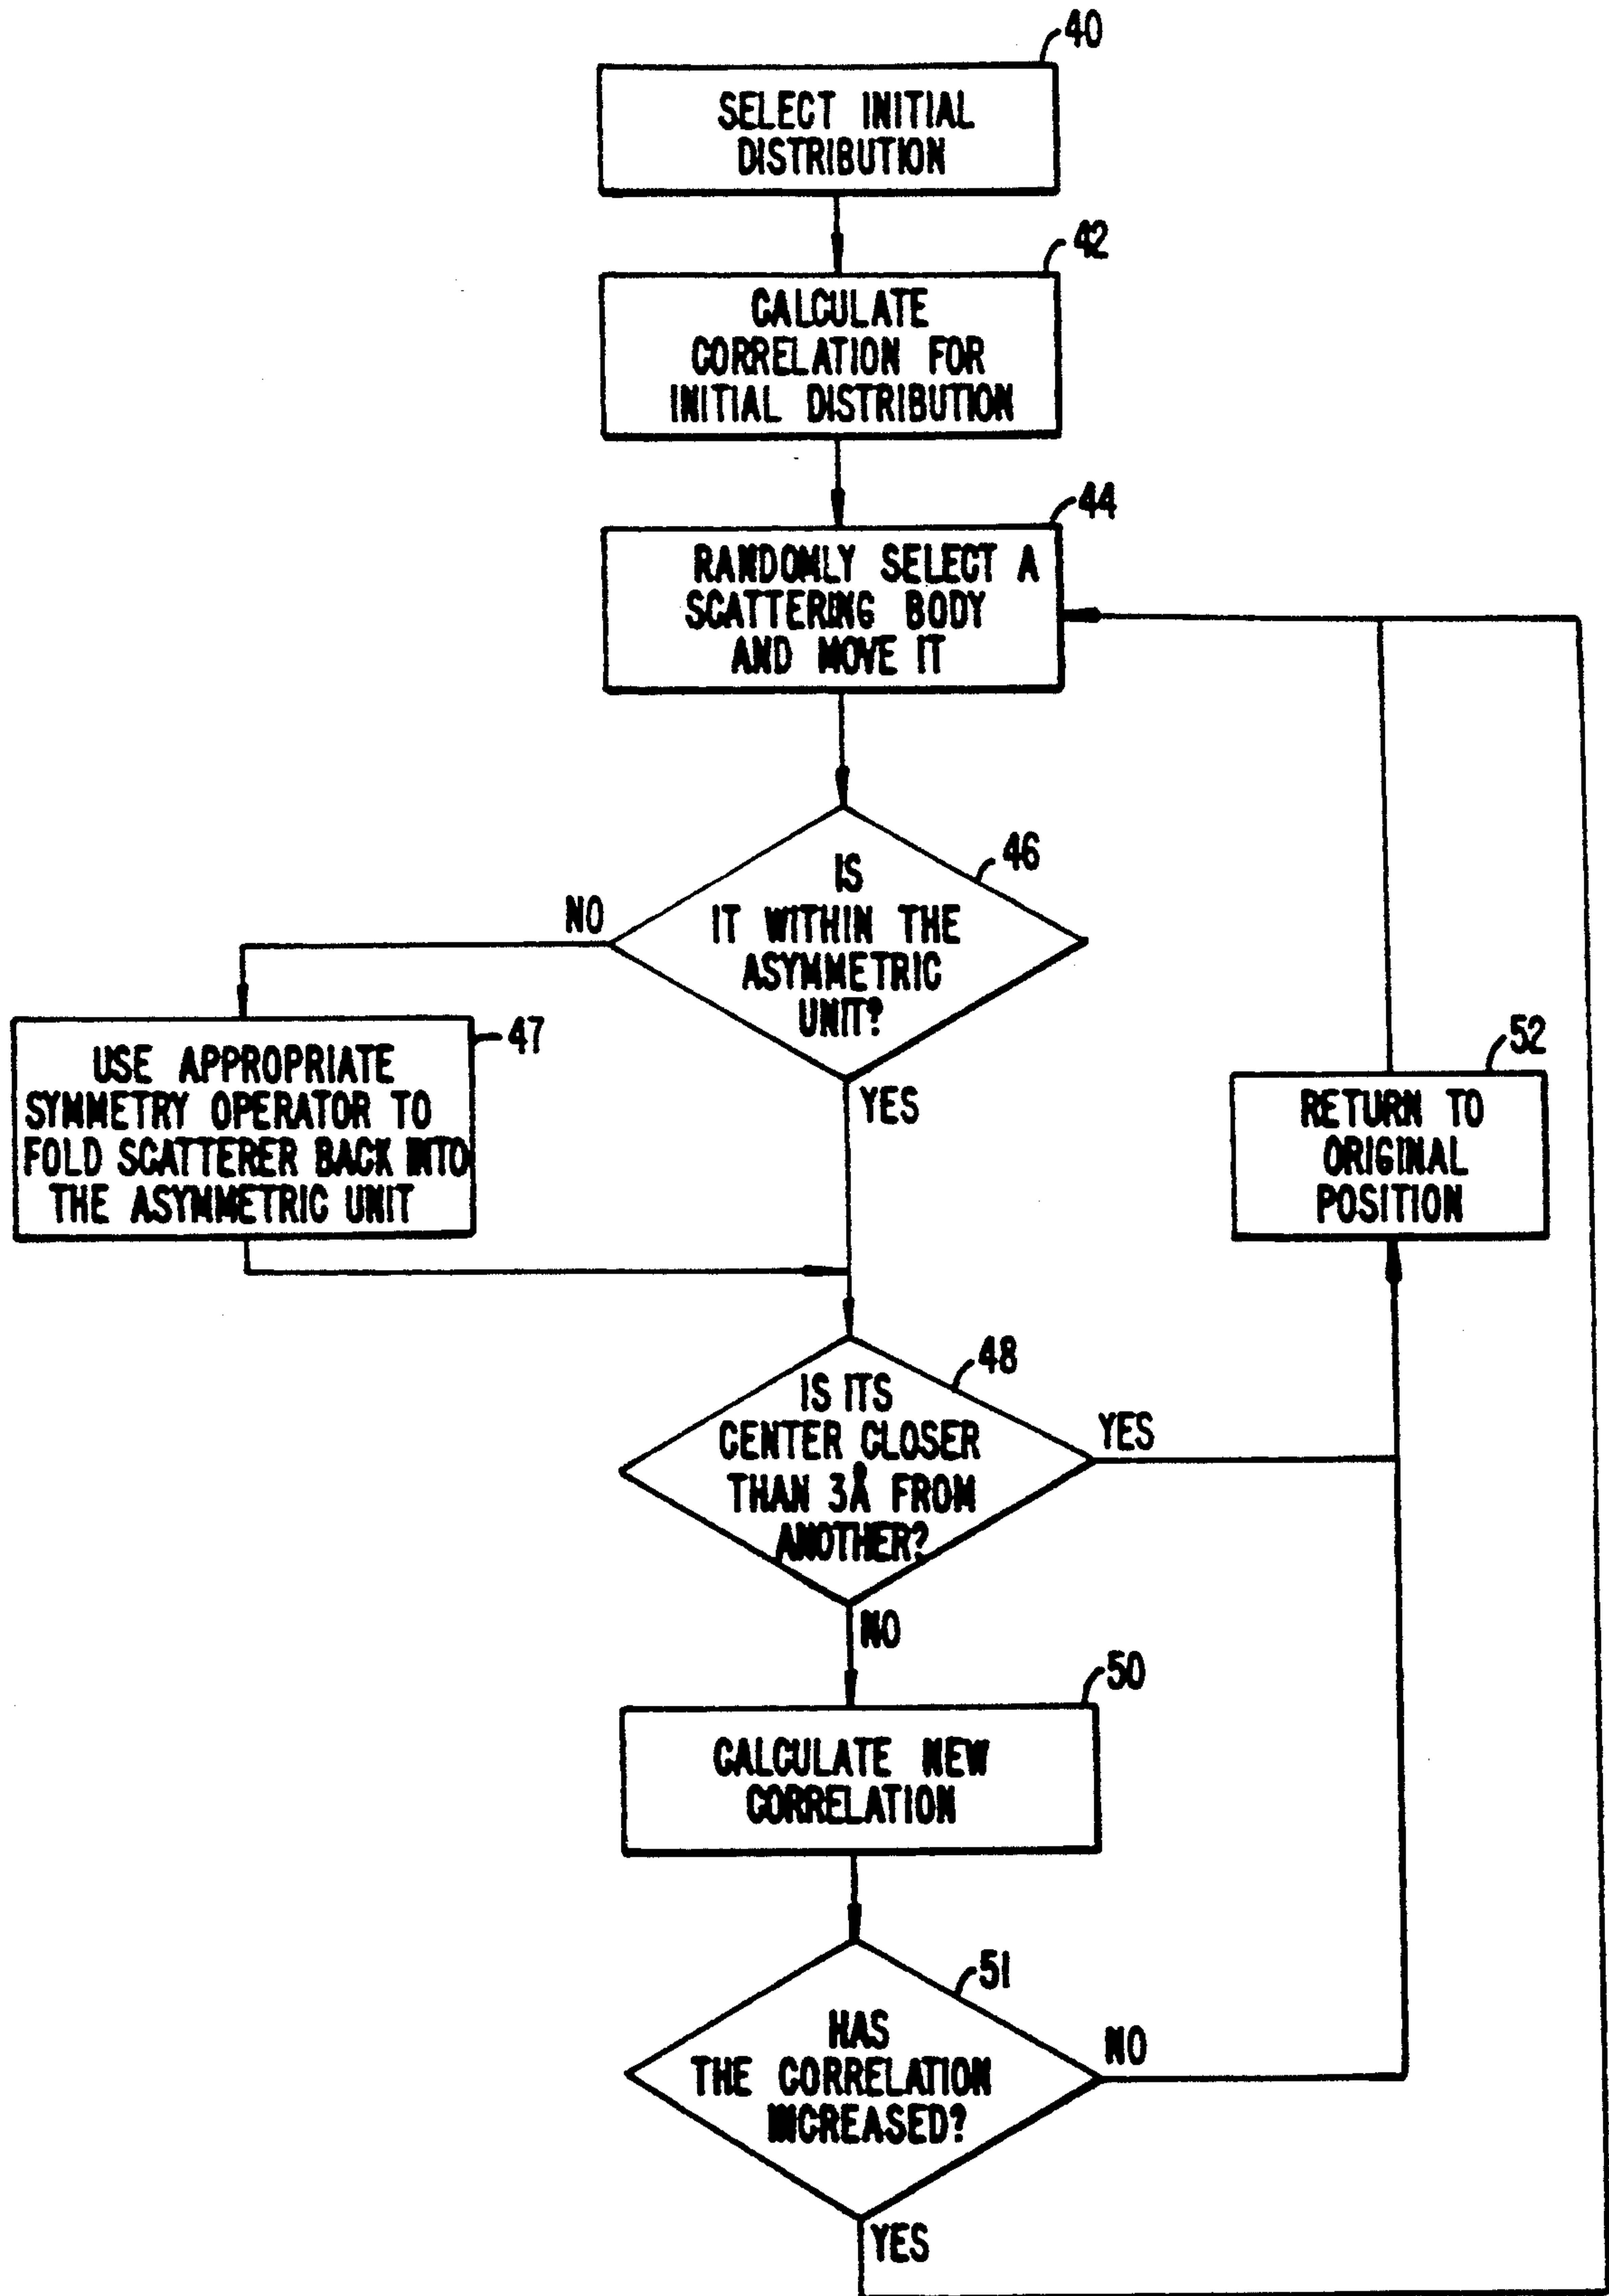 40
SELECT INITIAL
DISTRIBUTION
42
CALCULATE
CORRELATION FOR
INITIAL DISTRIBUTION
44
RANDOMLY SELECT A
SCATTERING BODY
AND MOVE IT
46
IS
IT WITHIN THE
ASYMMETRIC
UNIT?
NO
YES
47
USE APPROPRIATE
SYMMETRY OPERATOR TO
FOLD SCATTERER BACK INTO
THE ASYMMETRIC UNIT
52
RETURN TO
ORIGINAL
POSITION
48
IS ITS
CENTER CLOSER
THAN 3Å FROM
ANOTHER?
YES
NO
50
CALCULATE NEW
CORRELATION
51
HAS
THE CORRELATION
INCREASED?
NO
YES